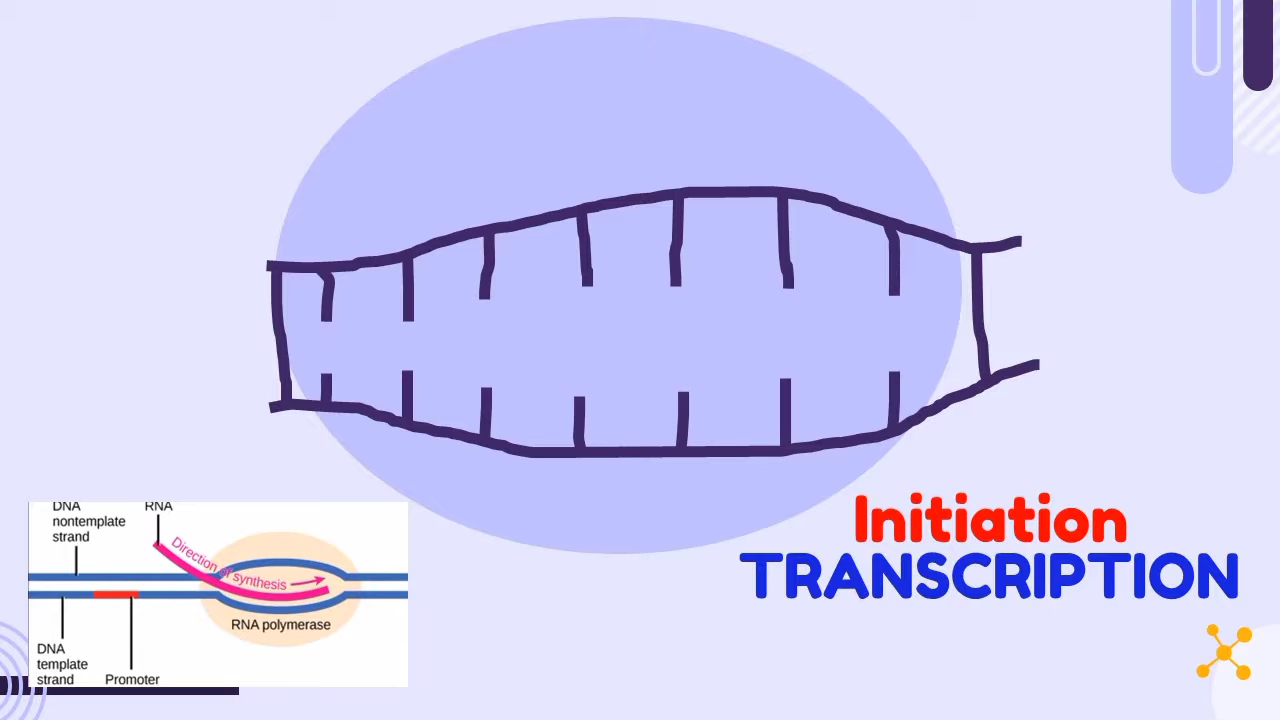 Initiation
TRANSCRIPTION
DNA
nontemplate
strand
RNA
Direction of synthesis
RNA polymerase
DNA
template
strand
Promoter